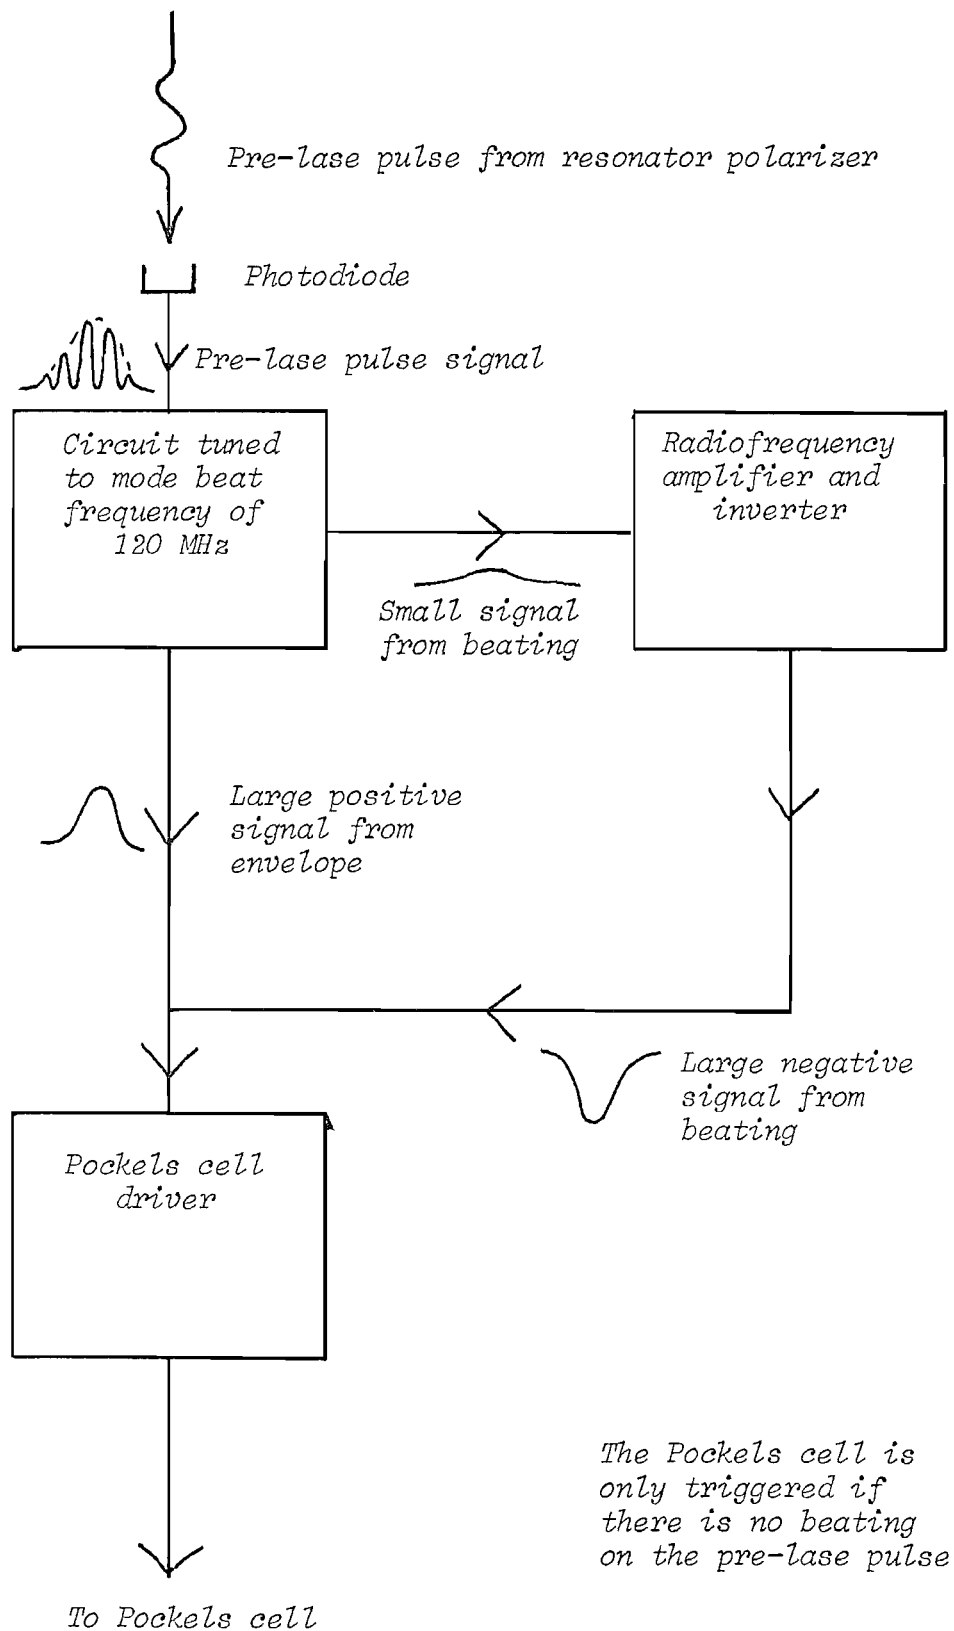 Pre-lase pulse from resonator polarizer
Photodiode
Pre-lase pulse signal
Circuit tuned
to mode beat
frequency of
120 MHz
Radiofrequency
amplifier and
inverter
Small signal
from beating
Large positive
signal from
envelope
Large negative
signal from
beating
Pockels cell
driver
The Pockels cell is
only triggered if
there is no beating
on the pre-lase pulse
To Pockels cell